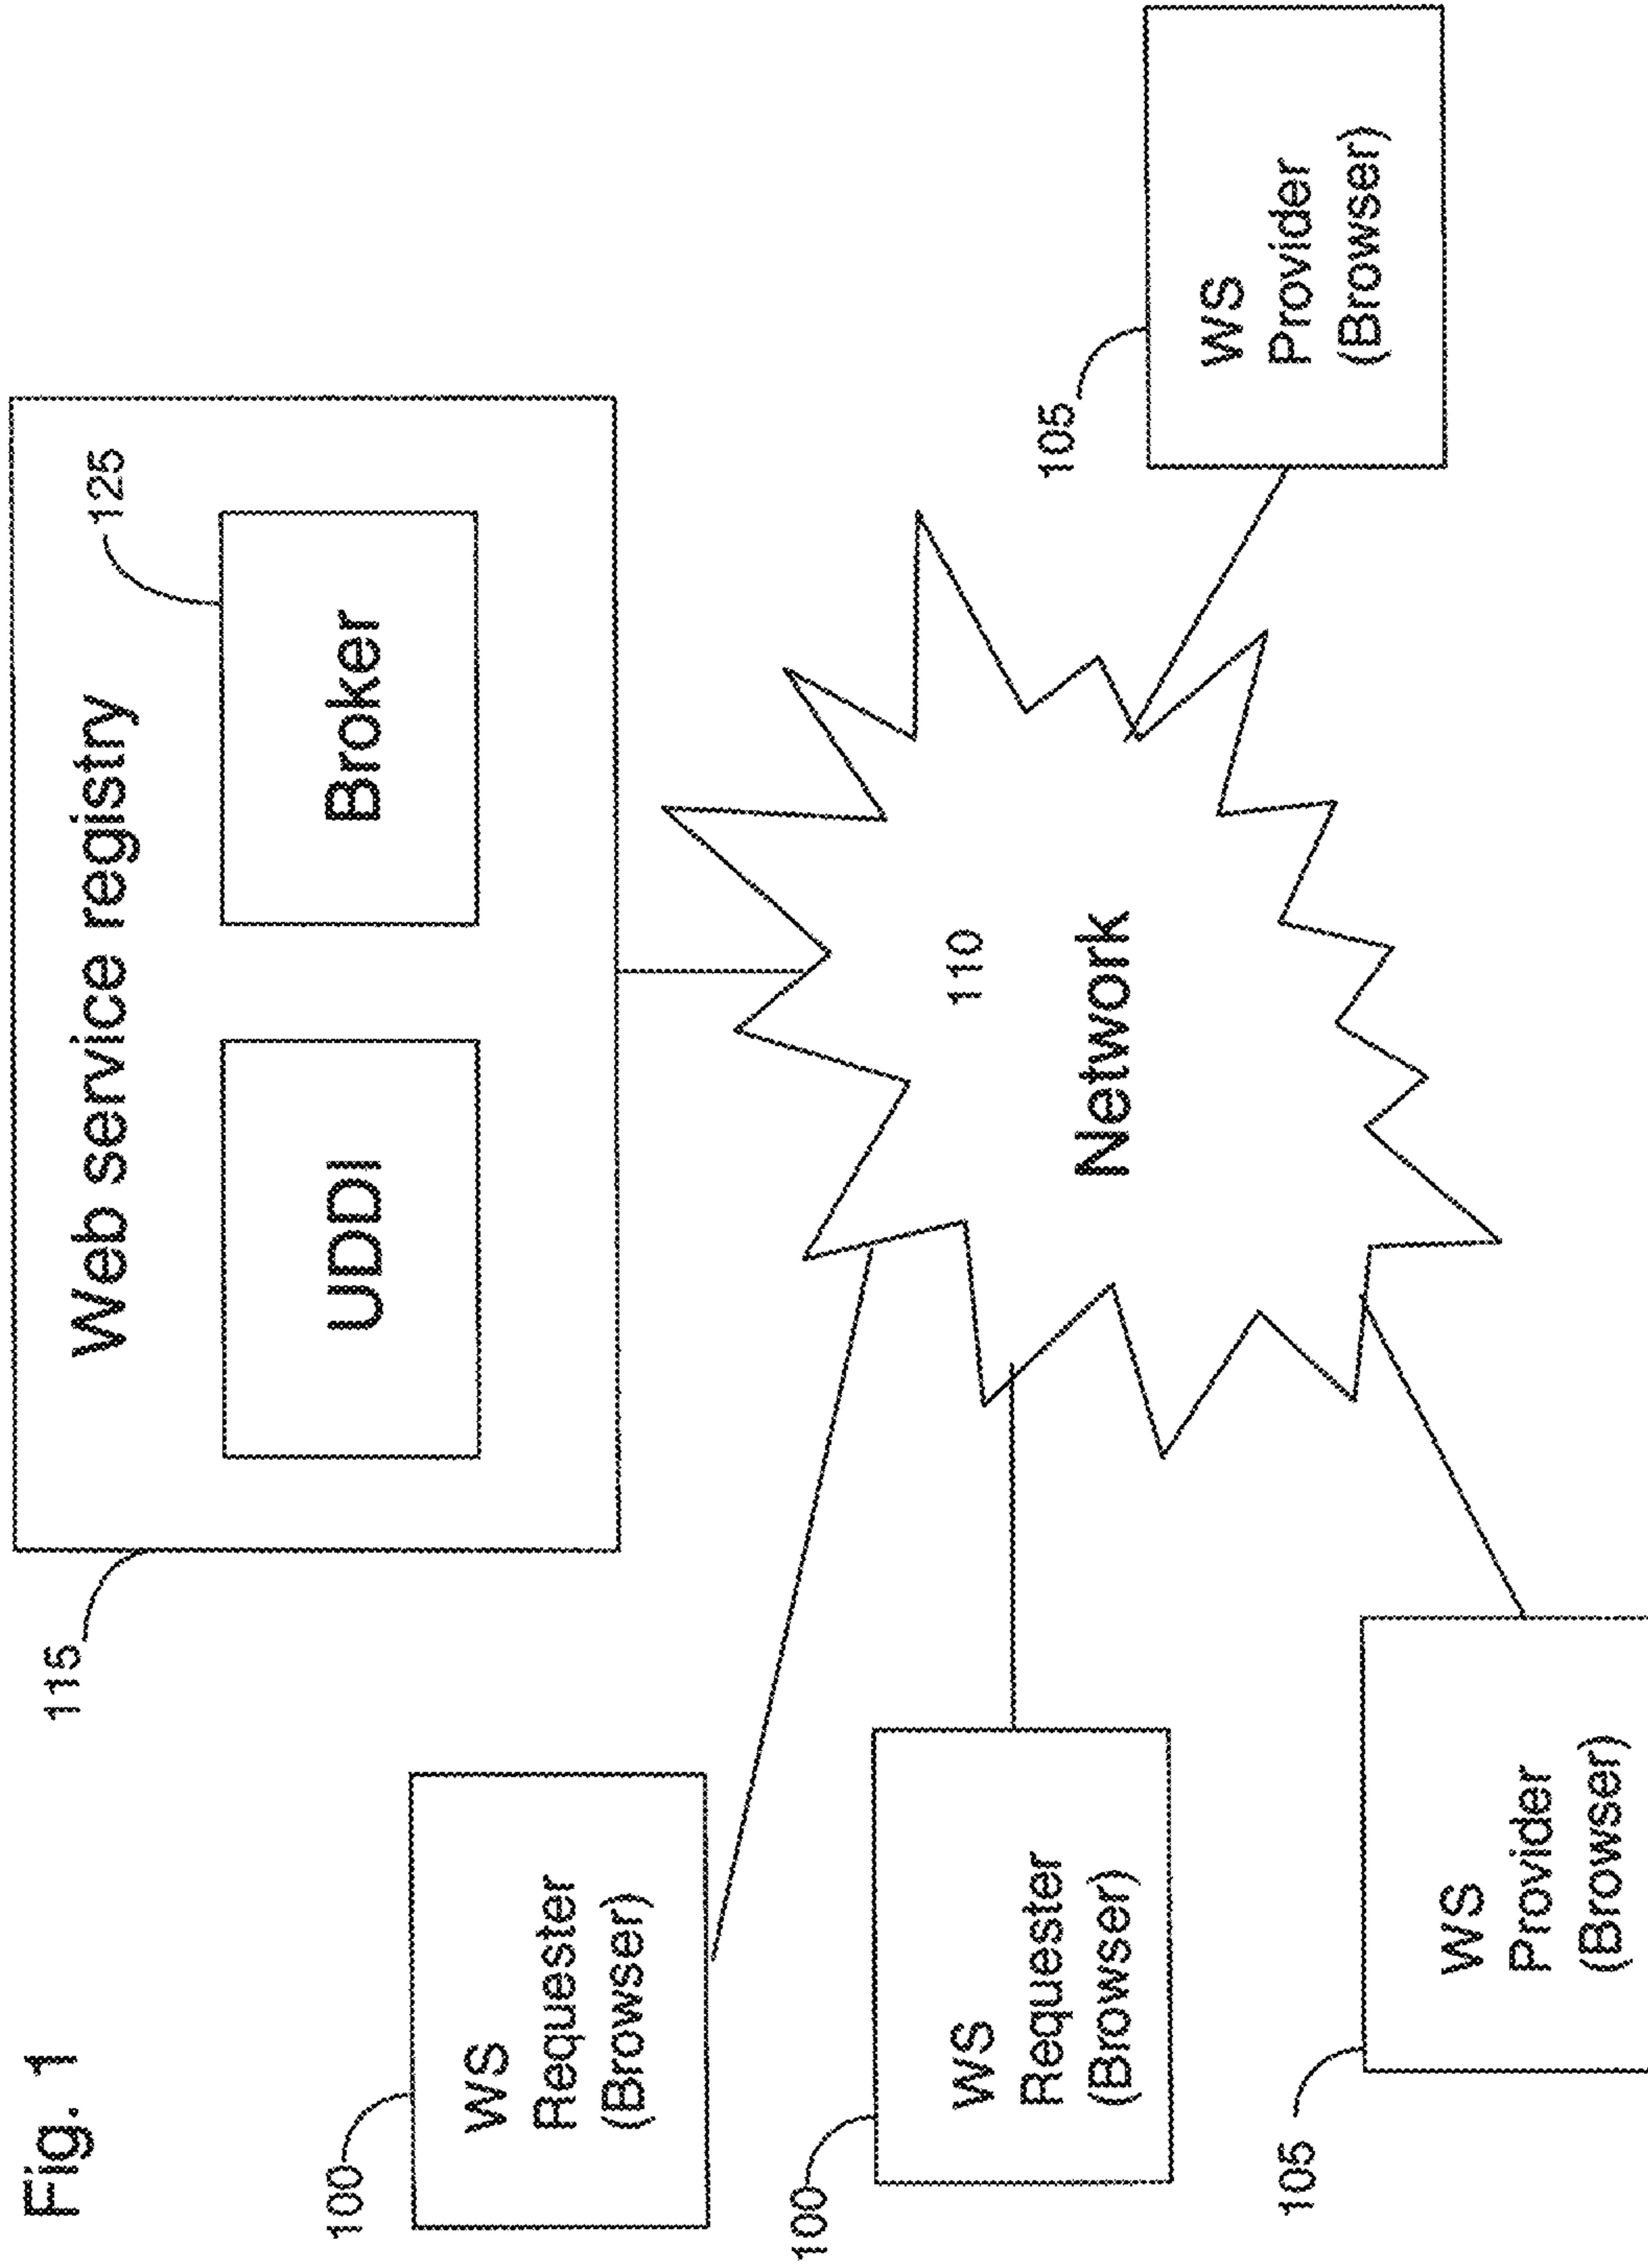 Fig. 1
115
Web service registry
125
UDDI
Broker
100
WS
Requester
(Browser)
110
Network
100
WS
Requester
(Browser)
105
WS
Provider
(Browser)
105
WS
Provider
(Browser)